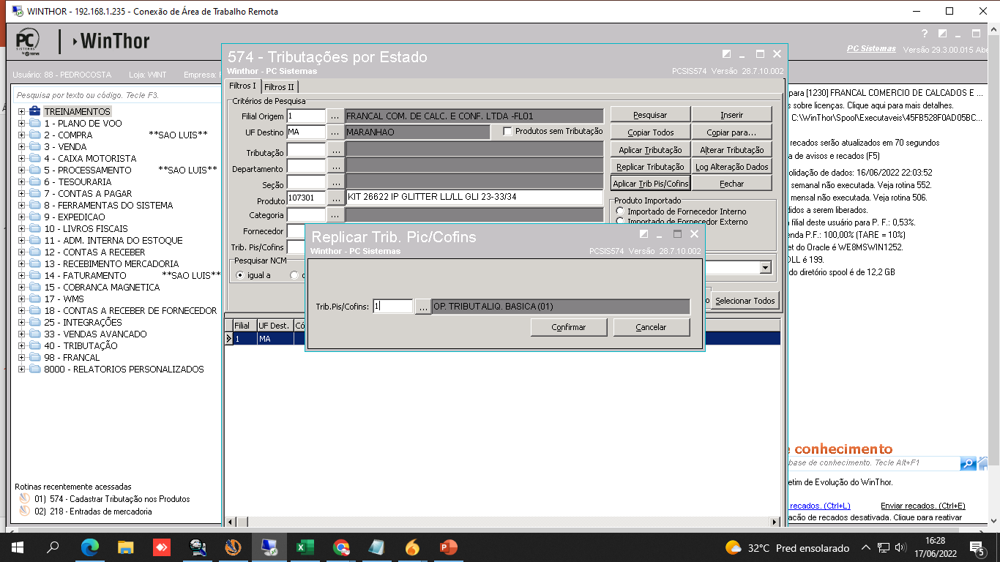 WINTHOR - 192.168.1.235 - Conexão de Área de Trabalho Remota
PC
SISTEMAS
by TOTVS
WinThor
PC Sistemas
Versão 29.3.00.015 Abe
Usuário: 88 - PEDROCOSTA
Loja: WINT
Empresa: F
Pesquisa por texto ou código. Tecle F3.
TREINAMENTOS
1 - PLANO DE VOO
2 - COMPRA **SAO LUIS**
3 - VENDA
4 - CAIXA MOTORISTA
5 - PROCESSAMENTO **SAO LUIS**
6 - TESOURARIA
7 - CONTAS A PAGAR
8 - FERRAMENTAS DO SISTEMA
9 - EXPEDICAO
10 - LIVROS FISCAIS
11 - ADM. INTERNA DO ESTOQUE
12 - CONTAS A RECEBER
13 - RECEBIMENTO MERCADORIA
14 - FATURAMENTO **SAO LUIS**
15 - COBRANCA MAGNETICA
17 - WMS
18 - CONTAS A RECEBER DE FORNECEDOR
25 - INTEGRAÇÕES
33 - VENDAS AVANCADO
40 - TRIBUTAÇÃO
98 - FRANCAL
8000 - RELATORIOS PERSONALIZADOS
Rotinas recentemente acessadas
01) 574 - Cadastrar Tributação nos Produtos
02) 218 - Entradas de mercadoria
574 - Tributações por Estado
Winthor - PC Sistemas
PCSIS574 Versão 28.7.10.002
Filtros I
Filtros II
Critérios de Pesquisa
Filial Origem 1 ... FRANCAL COM. DE CALC. E CONF. LTDA -FL01
UF Destino MA ... MARANHAO
Produtos sem Tributação
Tributação ...
Departamento ...
Seção ...
Produto 107301 ... KIT 26622 IP GLITTER LL/LL GLI 23-33/34
Categoria ...
Fornecedor
Trib. Pis/Cofins
Pesquisar NCM
igual a
Pesquisar
Inserir
Copiar Todos
Copiar para...
Aplicar Tributação
Alterar Tributação
Replicar Tributação
Log Alteração Dados
Aplicar Trib Pis/Cofins
Fechar
Produto Importado
Importado de Fornecedor Interno
Importado de Fornecedor Externo
Selecionar Todos
Filial
UF Dest.
Có
1
MA
Replicar Trib. Pic/Cofins
Winthor - PC Sistemas
PCSIS574 Versão 28.7.10.002
Trib.Pis/Cofins: 1 ... OP. TRIBUT ALIQ. BASICA (01)
Confirmar
Cancelar
para [1230] FRANCAL COMERCIO DE CALCADOS E ...
s sobre licenças. Clique aqui para mais detalhes.
C:\WinThor\Spool\Executaveis\45FB528F0AD05BC...
recados serão atualizados em 70 segundos
a de avisos e recados (F5)
olidação de dados: 16/06/2022 22:03:52
semanal não executada. Veja rotina 552.
mensal não executada. Veja rotina 506.
didos a serem liberados.
filial deste usuário para P. F.: 0,53%.
enda P.F.: 100,00% (TARE = 10%)
et do Oracle é WE8MSWIN1252.
OLL é 199.
do diretório spool é de 12,2 GB
conhecimento
base de conhecimento. Tecle Alt+F1
etim de Evolução do WinThor.
recados. (Ctrl+L)
Enviar recados. (Ctrl+E)
ação de recados desativada. Clique para reativar
32°C Pred ensolarado
16:28
17/06/2022
5